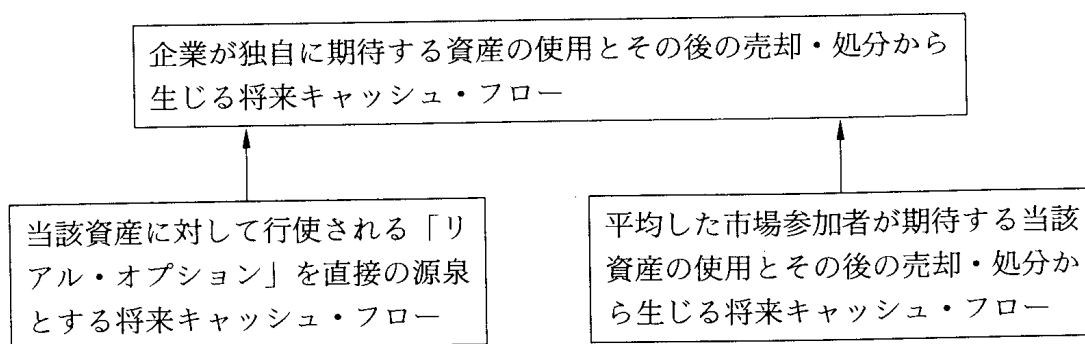 企業が独自に期待する資産の使用とその後の売却・処分から
生じる将来キャッシュ・フロー
当該資産に対して行使される「リ
アル・オプション」を直接の源泉
とする将来キャッシュ・フロー
平均した市場参加者が期待する当該
資産の使用とその後の売却・処分か
ら生じる将来キャッシュ・フロー